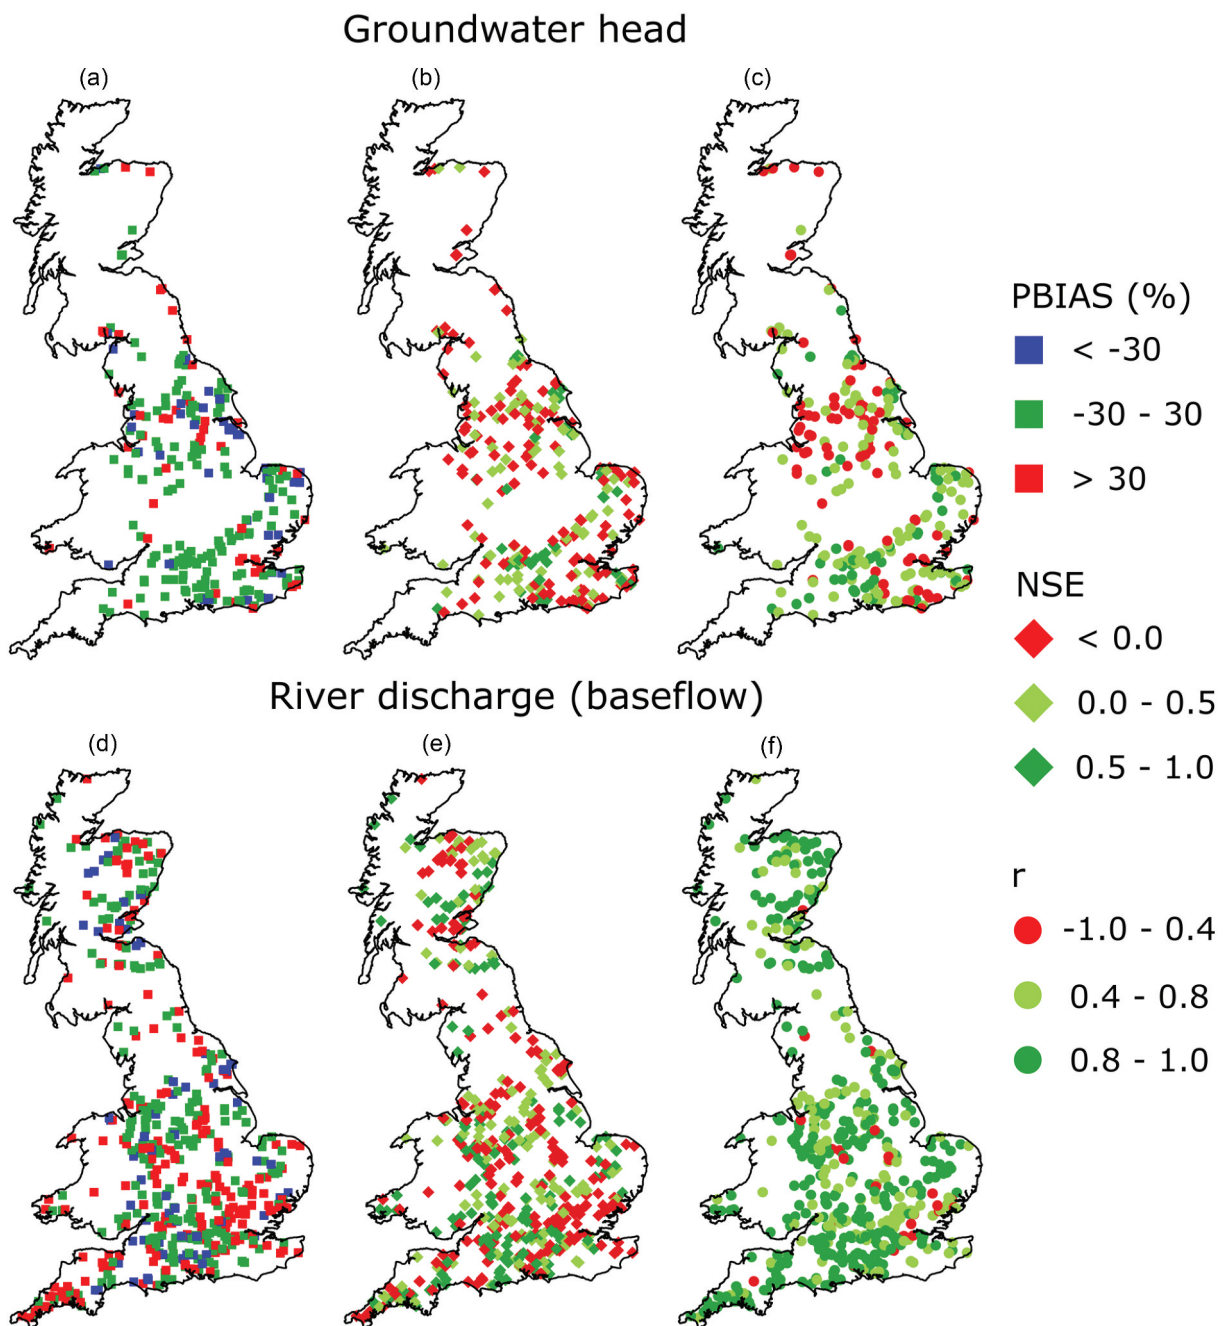 Groundwater head
(a)
(b)
(c)
PBIAS (%)
< -30
-30 - 30
> 30
NSE
< 0.0
0.0 - 0.5
0.5 - 1.0
River discharge (baseflow)
(d)
(e)
(f)
r
-1.0 - 0.4
0.4 - 0.8
0.8 - 1.0